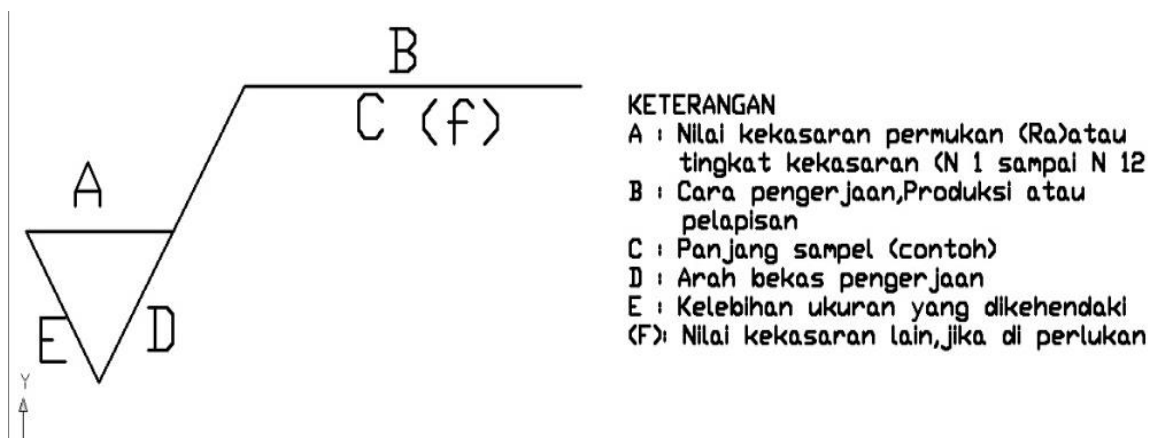 B
C (f)
A
E D
Y
KETERANGAN
A : Nilai kekasaran permukan (Ra)atau
tingkat kekasaran (N 1 sampai N 12
B : Cara pengerjaan,Produksi atau
pelapisan
C : Panjang sampel (contoh)
D : Arah bekas pengerjaan
E : Kelebihan ukuran yang dikehendaki
(F): Nilai kekasaran lain,jika di perlukan